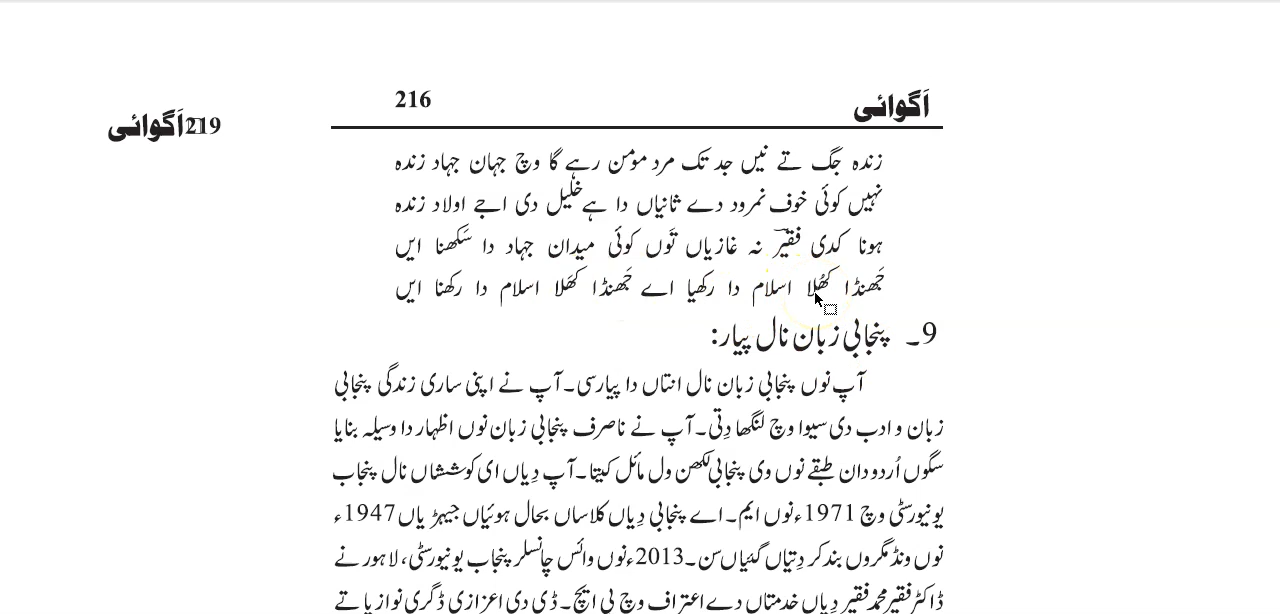 اَگوائی 216
219 اَگوائی
زندہ جگ تے نیں جد تک مرد مومن رہے گا وچ جہان جہاد زندہ
نہیں کوئی خوف نمرود دے ثانیاں دا ہے خلیل دی اجے اولاد زندہ
ہونا کدی فقیرؔ نہ غازیاں توں کوئی میدان جہاد دا سَکھنا ایں
جَھنڈا کُھلا اسلام دا رکھیا اے جَھنڈا کُھلا اسلام دا رکھنا ایں
9۔ پنجابی زبان نال پیار:
آپ نوں پنجابی زبان نال انتاں دا پیار سی۔ آپ نے اپنی ساری زندگی پنجابی
زبان و ادب دی سیوا وچ لنگھا دِتی۔ آپ نے ناصرف پنجابی زبان نوں اظہار دا وسیلہ بنایا
سگوں اُردو دان طبقے نوں وی پنجابی لکھن ول مائل کیتا۔ آپ دِیاں ای کوششاں نال پنجاب
یونیورسٹی وچ 1971ء نوں ایم۔ اے پنجابی دِیاں کلاساں بحال ہوئیاں جیہڑیاں 1947ء
نوں ونڈ مگروں بند کر دِتیاں گئیاں سن۔ 2013ء نوں وائس چانسلر پنجاب یونیورسٹی، لاہور نے
ڈاکٹر فقیر محمد فقیر دِیاں خدمتاں دے اعتراف وچ پی ایچ۔ ڈی دی اعزازی ڈگری نوازیا تے